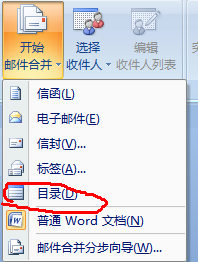 开始
邮件合并
选择
收件人
编辑
收件人列表
信函(L)
电子邮件(E)
信封(V)...
标签(A)...
目录(D)
普通 Word 文档(N)
邮件合并分步向导(W)...